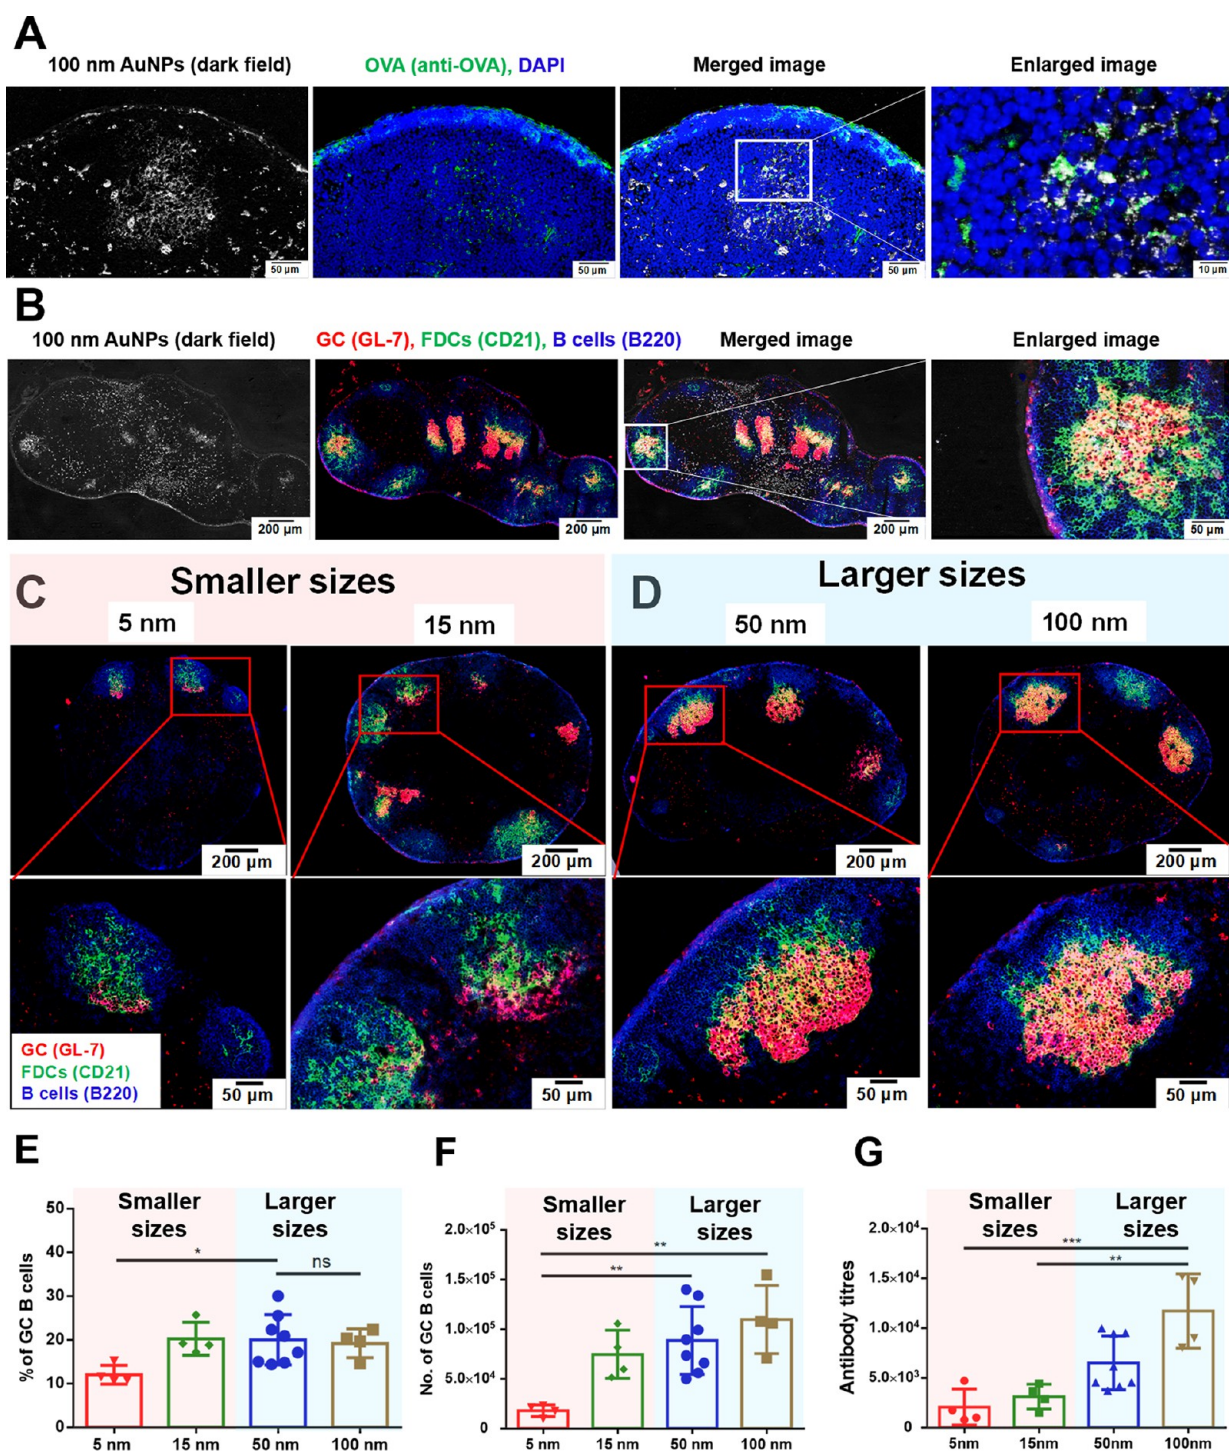 A
100 nm AuNPs (dark field)
OVA (anti-OVA), DAPI
Merged image
Enlarged image
50 µm
50 µm
50 µm
10 µm
B
100 nm AuNPs (dark field)
GC (GL-7), FDCs (CD21), B cells (B220)
Merged image
Enlarged image
200 µm
200 µm
200 µm
50 µm
C
Smaller sizes
D
Larger sizes
5 nm
15 nm
50 nm
100 nm
200 µm
200 µm
200 µm
200 µm
GC (GL-7)
FDCs (CD21)
B cells (B220)
50 µm
50 µm
50 µm
50 µm
E
Smaller
sizes
Larger
sizes
% of GC B cells
50
40
30
20
10
0
*
ns
5 nm
15 nm
50 nm
100 nm
F
Smaller
sizes
Larger
sizes
No. of GC B cells
2.0×10⁵
1.5×10⁵
1.0×10⁵
5.0×10⁴
0
**
**
5 nm
15 nm
50 nm
100 nm
G
Smaller
sizes
Larger
sizes
Antibody titres
2.0×10⁴
1.5×10⁴
1.0×10⁴
5.0×10³
0
***
**
5nm
15nm
50nm
100nm